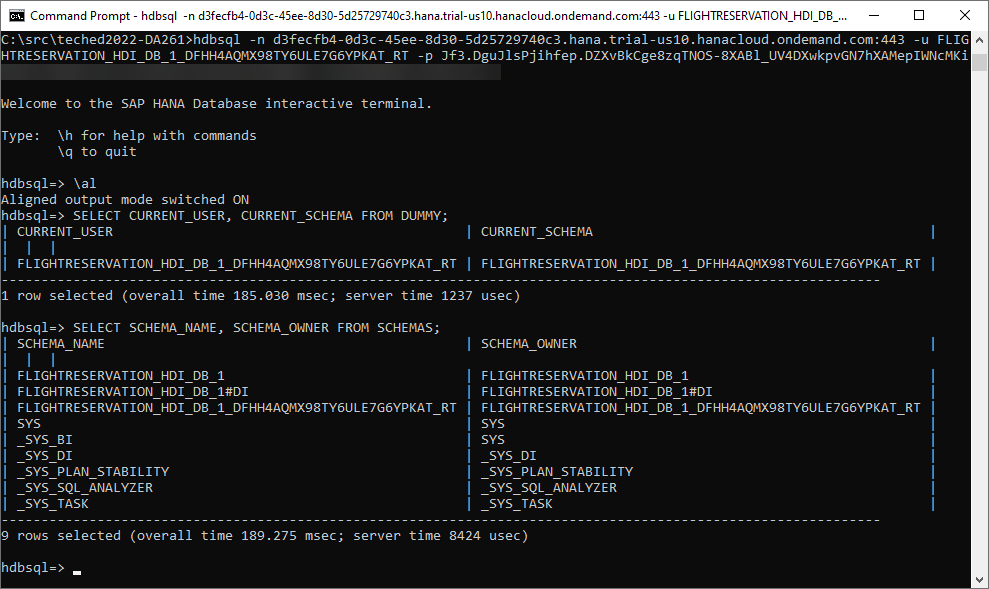 Command Prompt - hdbsql -n d3fecfb4-0d3c-45ee-8d30-5d25729740c3.hana.trial-us10.hanacloud.ondemand.com:443 -u FLIGHTRESERVATION_HDI_DB_...
C:\src\teched2022-DA261>hdbsql -n d3fecfb4-0d3c-45ee-8d30-5d25729740c3.hana.trial-us10.hanacloud.ondemand.com:443 -u FLIG
HTRESERVATION_HDI_DB_1_DFHH4AQMX98TY6ULE7G6YPKAT_RT -p Jf3.DguJlsPjihfep.DZXvBkCge8zqTNOS-8XABl_UV4DXwkpvGN7hXAMepIWNcMKi
Welcome to the SAP HANA Database interactive terminal.
Type:  \h for help with commands
       \q to quit
hdbsql=> \al
Aligned output mode switched ON
hdbsql=> SELECT CURRENT_USER, CURRENT_SCHEMA FROM DUMMY;
| CURRENT_USER | CURRENT_SCHEMA |
| | |
| FLIGHTRESERVATION_HDI_DB_1_DFHH4AQMX98TY6ULE7G6YPKAT_RT | FLIGHTRESERVATION_HDI_DB_1_DFHH4AQMX98TY6ULE7G6YPKAT_RT |
--------------------------------------------------------------------------------------------------------------
1 row selected (overall time 185.030 msec; server time 1237 usec)
hdbsql=> SELECT SCHEMA_NAME, SCHEMA_OWNER FROM SCHEMAS;
| SCHEMA_NAME | SCHEMA_OWNER |
| | |
| FLIGHTRESERVATION_HDI_DB_1 | FLIGHTRESERVATION_HDI_DB_1 |
| FLIGHTRESERVATION_HDI_DB_1#DI | FLIGHTRESERVATION_HDI_DB_1#DI |
| FLIGHTRESERVATION_HDI_DB_1_DFHH4AQMX98TY6ULE7G6YPKAT_RT | FLIGHTRESERVATION_HDI_DB_1_DFHH4AQMX98TY6ULE7G6YPKAT_RT |
| SYS | SYS |
| _SYS_BI | SYS |
| _SYS_DI | _SYS_DI |
| _SYS_PLAN_STABILITY | _SYS_PLAN_STABILITY |
| _SYS_SQL_ANALYZER | _SYS_SQL_ANALYZER |
| _SYS_TASK | _SYS_TASK |
--------------------------------------------------------------------------------------------------------------
9 rows selected (overall time 189.275 msec; server time 8424 usec)
hdbsql=> _